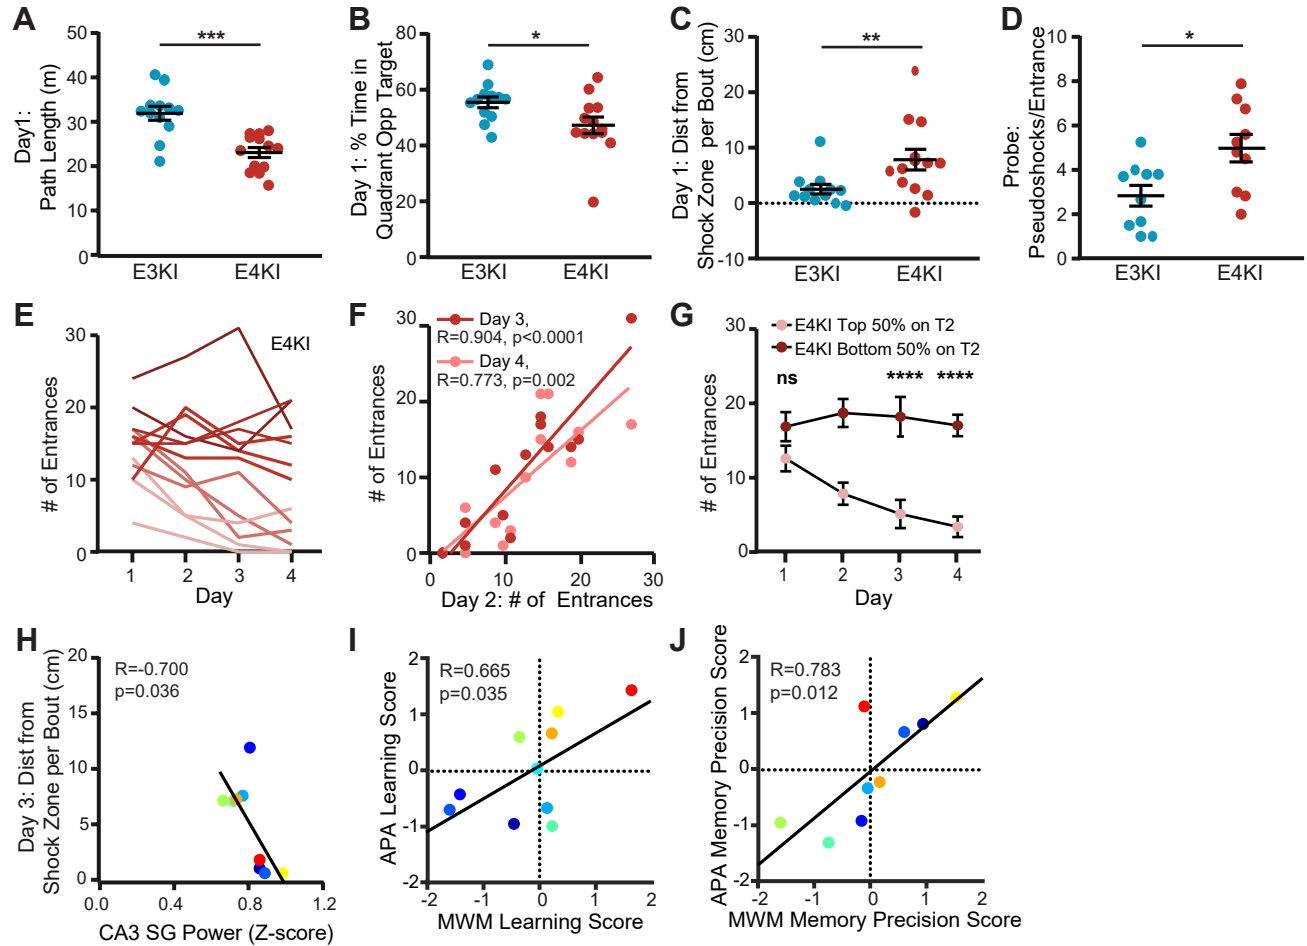 A
Day1:
Path Length (m)
50
40
30
20
10
0
***
E3KI
E4KI
B
Day 1: % Time in
Quadrant Opp Target
80
60
40
20
0
*
E3KI
E4KI
C
Day 1: Dist from
Shock Zone per Bout (cm)
30
20
10
0
-10
**
E3KI
E4KI
D
Probe:
Pseudoshocks/Entrance
10
8
6
4
2
0
*
E3KI
E4KI
E
# of Entrances
30
20
10
0
E4KI
1 2 3 4
Day
F
# of Entrances
30
20
10
0
Day 3,
R=0.904, p<0.0001
Day 4,
R=0.773, p=0.002
0 10 20 30
Day 2: # of Entrances
G
# of Entrances
30
20
10
0
E4KI Top 50% on T2
E4KI Bottom 50% on T2
ns **** ****
1 2 3 4
Day
H
Day 3: Dist from
Shock Zone per Bout (cm)
20
15
10
5
0
R=-0.700
p=0.036
0.0 0.4 0.8 1.2
CA3 SG Power (Z-score)
I
APA Learning Score
2
1
0
-1
-2
R=0.665
p=0.035
-2 -1 0 1 2
MWM Learning Score
J
APA Memory Precision Score
2
1
0
-1
-2
R=0.783
p=0.012
-2 -1 0 1 2
MWM Memory Precision Score